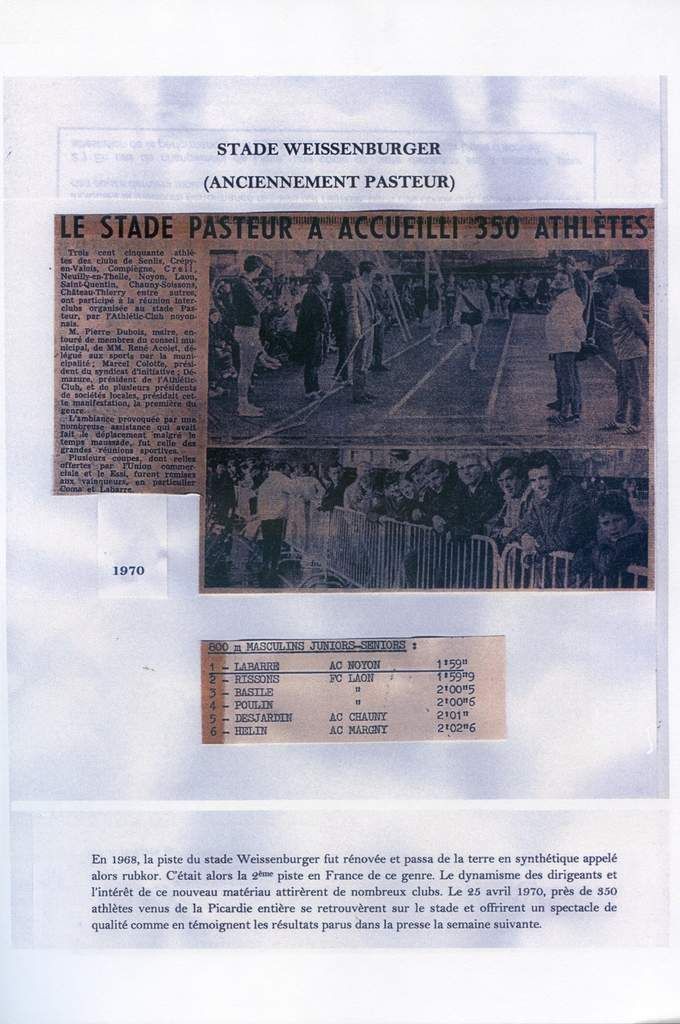 STADE WEISSENBURGER
(ANCIENNEMENT PASTEUR)
LE STADE PASTEUR A ACCUEILLI 350 ATHLÈTES
Trois cent cinquante athlè-
tes des clubs de Senlis, Crépy-
en-Valois, Compiègne, Creil,
Neuilly-en-Thelle, Noyon, Laon,
Saint-Quentin, Chauny-Soissons,
Château-Thierry entre autres,
ont participé à la réunion inter-
clubs organisée au stade Pas-
teur, par l'Athlétic-Club noyon-
nais.
M. Pierre Dubois, maire, en-
touré de membres du conseil mu-
nicipal, de MM. René Acolet, dé-
légué aux sports par la muni-
cipalité ; Marcel Colotte, prési-
dent du syndicat d'initiative ; De-
mazure, président de l'Athlétic-
Club, et de plusieurs présidents
de sociétés locales, présidait cet-
te manifestation, la première du
genre.
L'ambiance provoquée par une
nombreuse assistance qui avait
fait le déplacement malgré le
temps maussade, fut celle des
grandes réunions sportives.
Plusieurs coupes, dont celles
offertes par l'Union commer-
ciale et le Essi, furent remises
aux vainqueurs, en particulier
Coma et Labarre.
1970
800 m MASCULINS JUNIORS-SENIORS :
1 - LABARRE AC NOYON 1'59"
2 - RISSONS FC LAON 1'59"9
3 - BASILE " 2'00"5
4 - POULIN " 2'00"6
5 - DESJARDIN AC CHAUNY 2'01"
6 - HELIN AC MARGNY 2'02"6
En 1968, la piste du stade Weissenburger fut rénovée et passa de la terre en synthétique appelé
alors rubkor. C'était alors la 2ème piste en France de ce genre. Le dynamisme des dirigeants et
l'intérêt de ce nouveau matériau attirèrent de nombreux clubs. Le 25 avril 1970, près de 350
athlètes venus de la Picardie entière se retrouvèrent sur le stade et offrirent un spectacle de
qualité comme en témoignent les résultats parus dans la presse la semaine suivante.